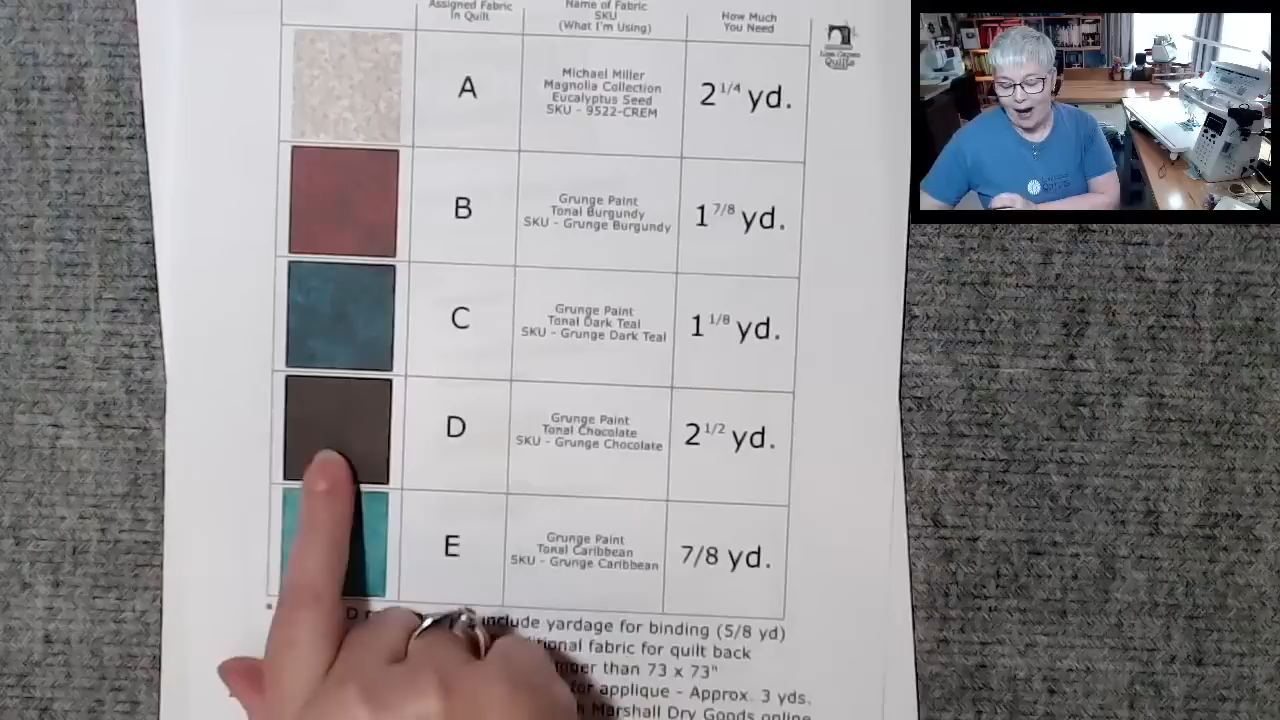 Assigned Fabric
In Quilt
Name of Fabric
SKU
(What I'm Using)
How Much
You Need
Quilts
A
Michael Miller
Magnolia Collection
Eucalyptus Seed
SKU - 9522-CREM
2 1/4 yd.
B
Grunge Paint
Tonal Burgundy
SKU - Grunge Burgundy
1 7/8 yd.
C
Grunge Paint
Tonal Dark Teal
SKU - Grunge Dark Teal
1 1/8 yd.
D
Grunge Paint
Tonal Chocolate
SKU - Grunge Chocolate
2 1/2 yd.
E
Grunge Paint
Tonal Caribbean
SKU - Grunge Caribbean
7/8 yd.
D include yardage for binding (5/8 yd)
fabric for quilt back
than 73 x 73"
for applique - Approx. 3 yds.
Marshall Dry Goods online